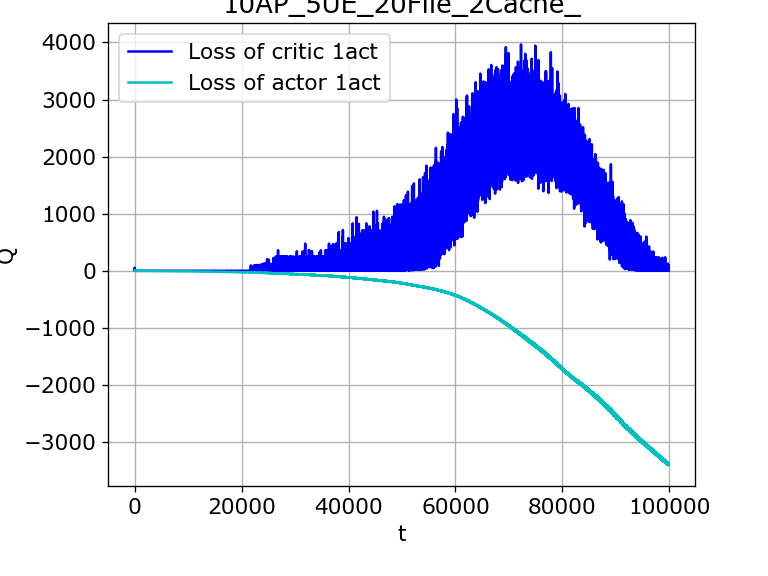 10AP_5UE_20File_2Cache_
Loss of critic 1act
Loss of actor 1act
4000
3000
2000
1000
0
−1000
−2000
−3000
Q
0 20000 40000 60000 80000 100000
t